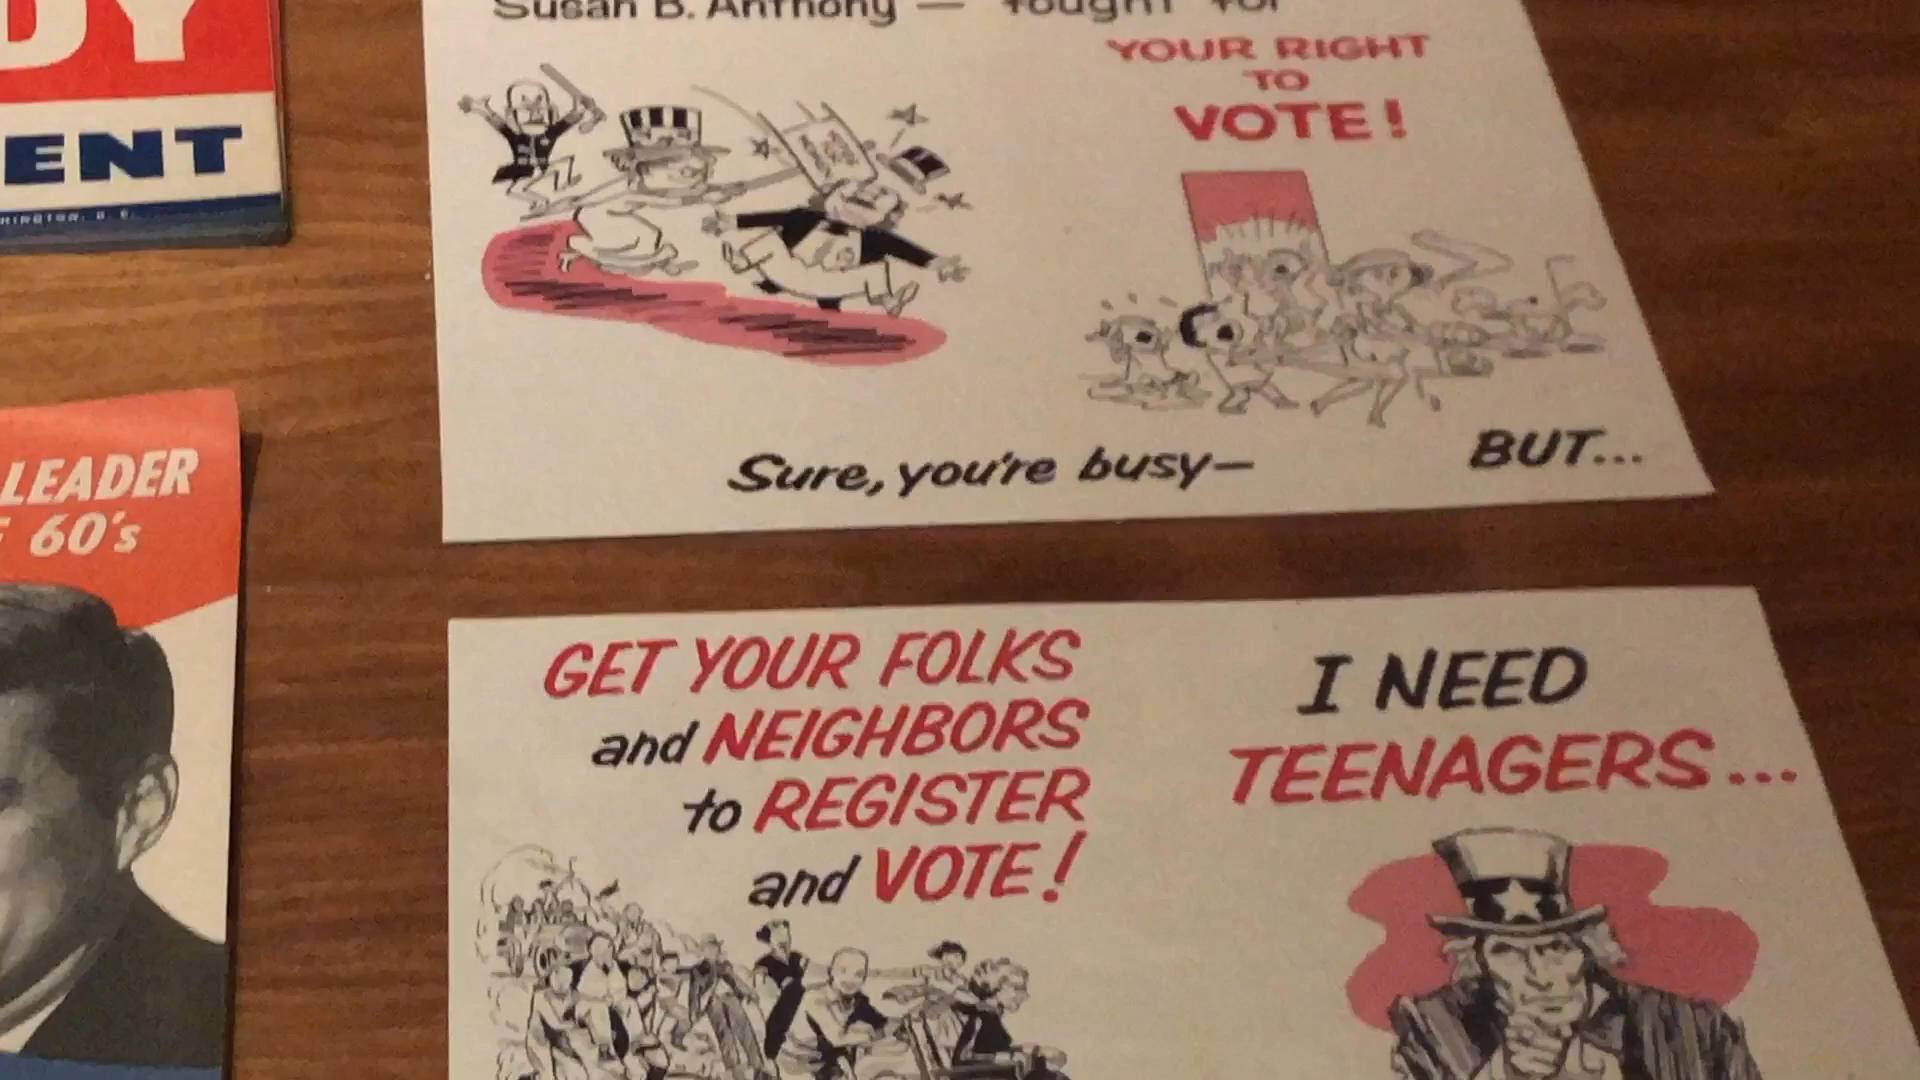 DY
ENT
LEADER
60's
Susan B. Anthony — fought for
YOUR RIGHT
TO
VOTE!
Sure, you're busy—
BUT...
GET YOUR FOLKS
and NEIGHBORS
to REGISTER
and VOTE!
I NEED
TEENAGERS...